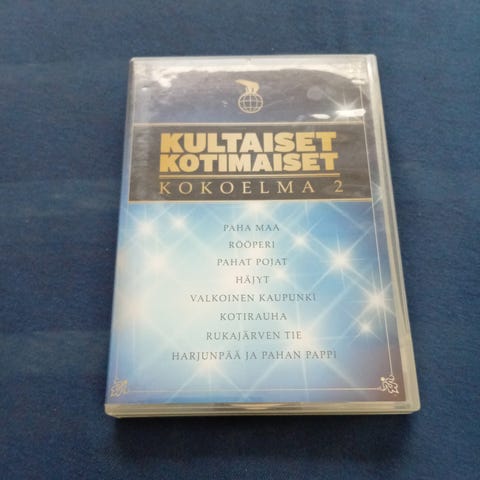 KULTAISET
KOTIMAISET
KOKOELMA 2
PAHA MAA
RÖÖPERI
PAHAT POJAT
HÄJYT
VALKOINEN KAUPUNKI
KOTIRAUHA
RUKAJÄRVEN TIE
HARJUNPÄÄ JA PAHAN PAPPI